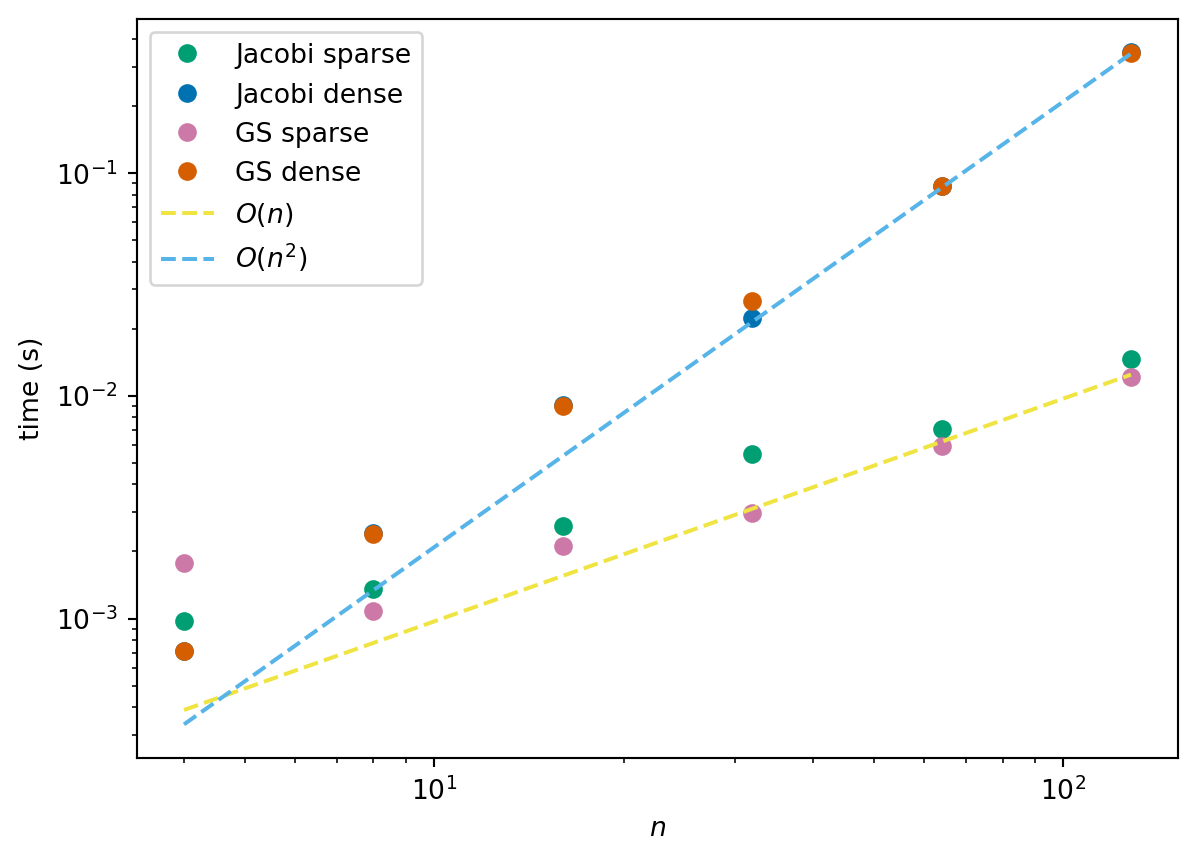 Jacobi sparse
Jacobi dense
GS sparse
GS dense
O(n)
O(n²)
10⁻¹
10⁻²
10⁻³
time (s)
10¹
10²
n